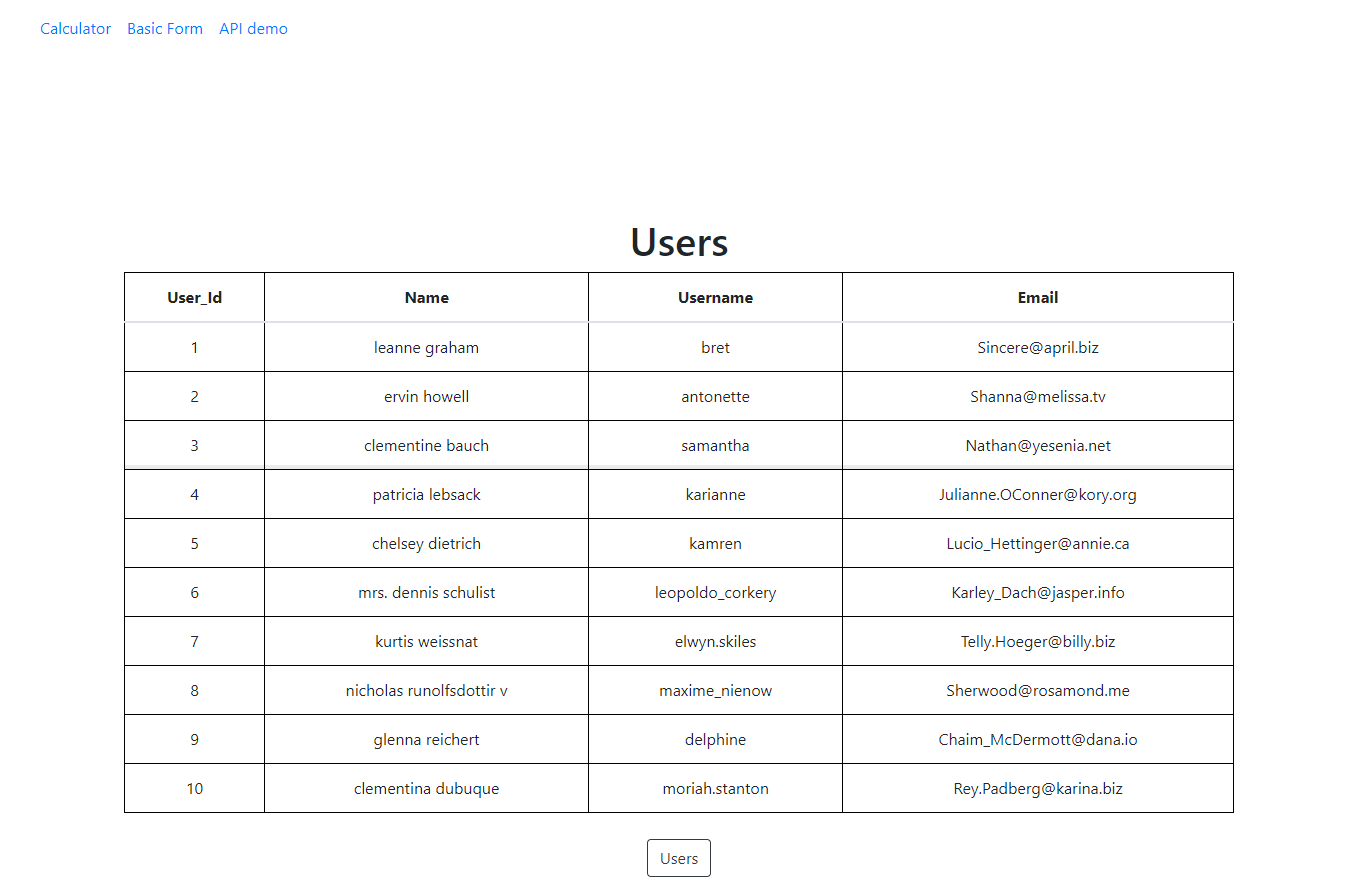 Calculator Basic Form API demo
Users
User_Id Name Username Email
1 leanne graham bret Sincere@april.biz
2 ervin howell antonette Shanna@melissa.tv
3 clementine bauch samantha Nathan@yesenia.net
4 patricia lebsack karianne Julianne.OConner@kory.org
5 chelsey dietrich kamren Lucio_Hettinger@annie.ca
6 mrs. dennis schulist leopoldo_corkery Karley_Dach@jasper.info
7 kurtis weissnat elwyn.skiles Telly.Hoeger@billy.biz
8 nicholas runolfsdottir v maxime_nienow Sherwood@rosamond.me
9 glenna reichert delphine Chaim_McDermott@dana.io
10 clementina dubuque moriah.stanton Rey.Padberg@karina.biz
Users